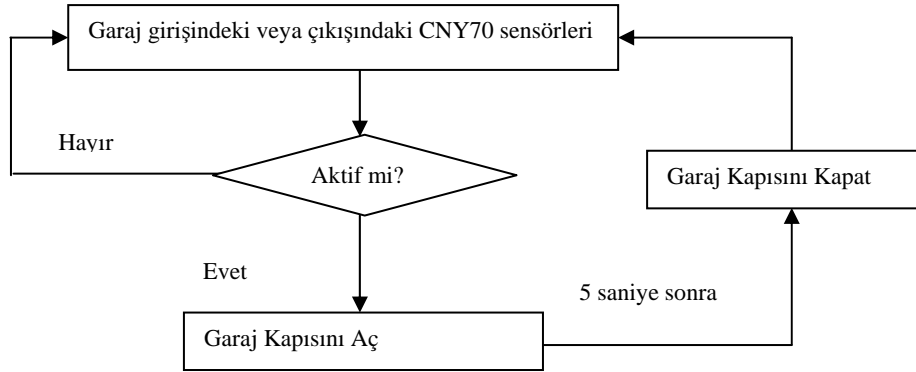 Garaj girişindeki veya çıkışındaki CNY70 sensörleri
Hayır
Aktif mi?
Garaj Kapısını Kapat
Evet
5 saniye sonra
Garaj Kapısını Aç